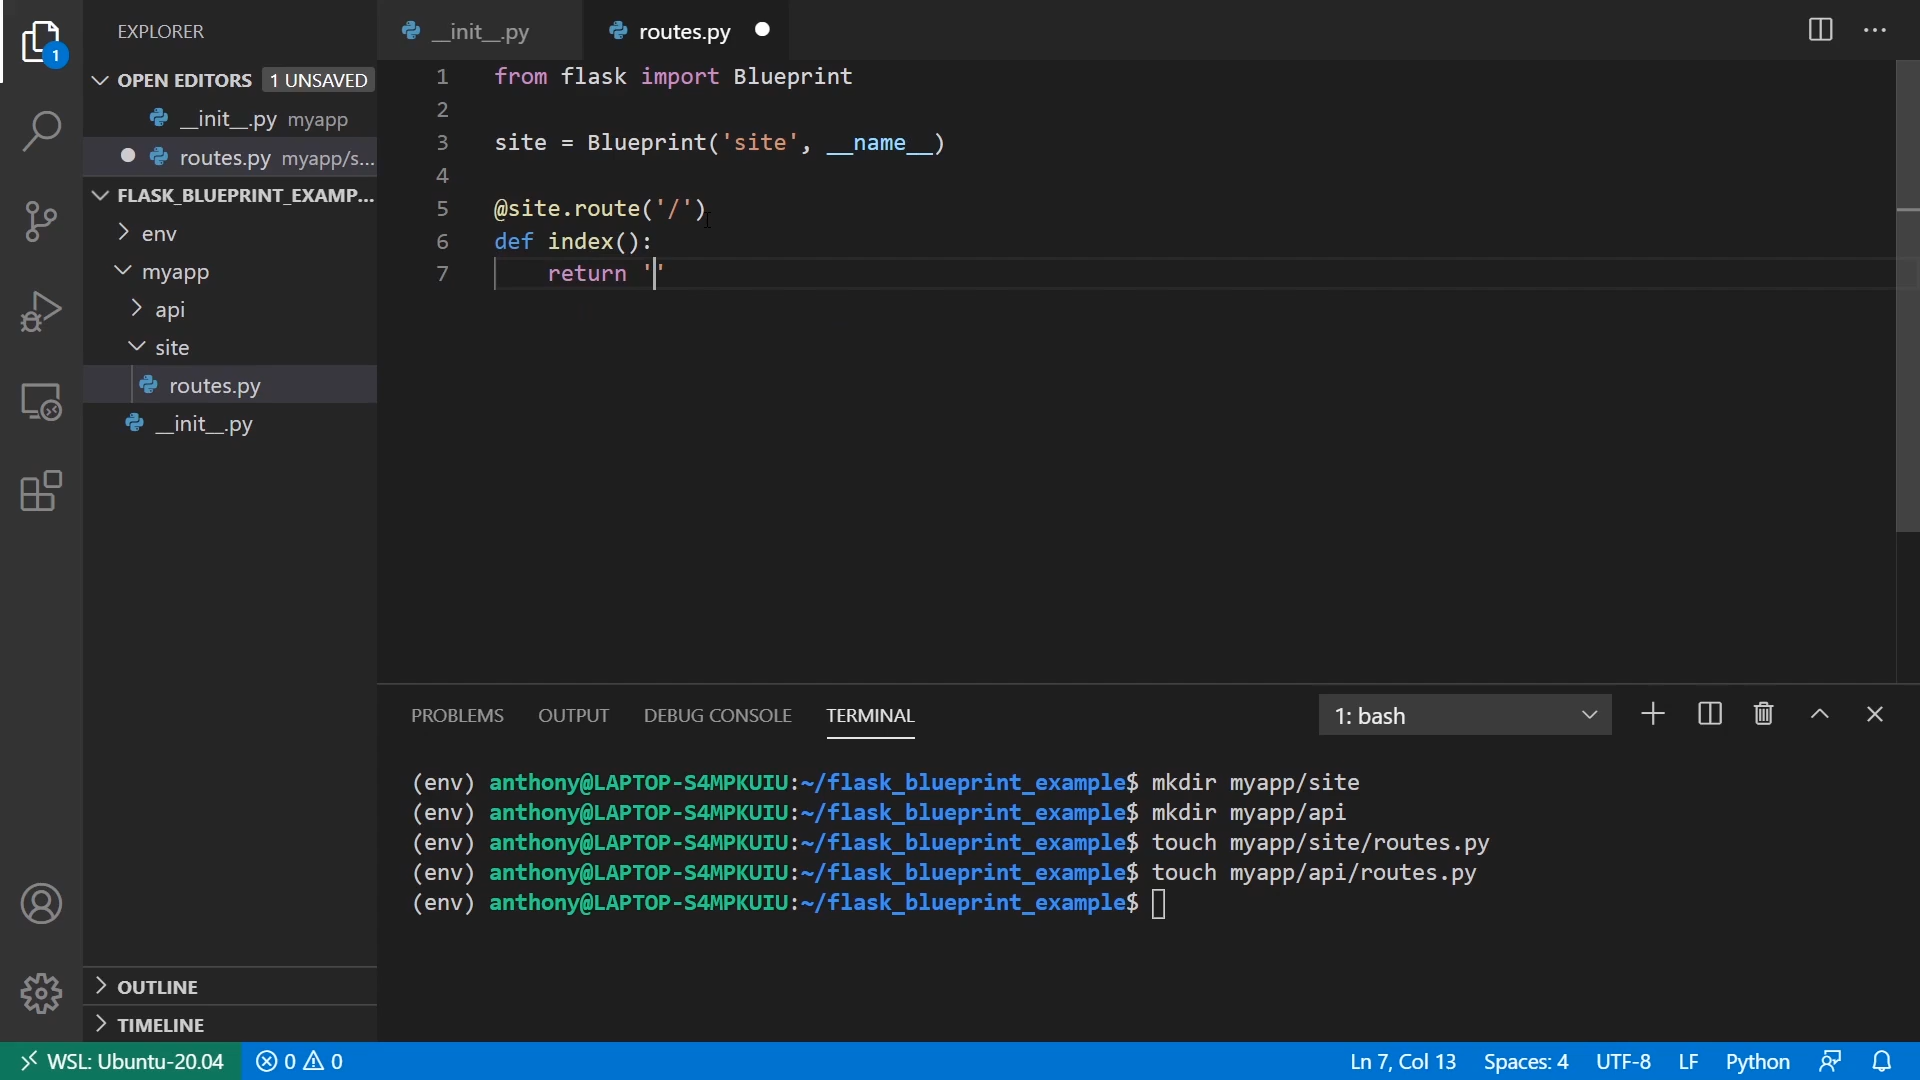 EXPLORER
OPEN EDITORS 1 UNSAVED
__init__.py myapp
routes.py myapp/s...
FLASK_BLUEPRINT_EXAMP...
env
myapp
api
site
routes.py
__init__.py
OUTLINE
TIMELINE
1
__init__.py
routes.py
1 from flask import Blueprint
2
3 site = Blueprint('site', __name__)
4
5 @site.route('/')
6 def index():
7 return ''
PROBLEMS OUTPUT DEBUG CONSOLE TERMINAL 1: bash
(env) anthony@LAPTOP-S4MPKUIU:~/flask_blueprint_example$ mkdir myapp/site
(env) anthony@LAPTOP-S4MPKUIU:~/flask_blueprint_example$ mkdir myapp/api
(env) anthony@LAPTOP-S4MPKUIU:~/flask_blueprint_example$ touch myapp/site/routes.py
(env) anthony@LAPTOP-S4MPKUIU:~/flask_blueprint_example$ touch myapp/api/routes.py
(env) anthony@LAPTOP-S4MPKUIU:~/flask_blueprint_example$
WSL: Ubuntu-20.04 0 0 Ln 7, Col 13 Spaces: 4 UTF-8 LF Python